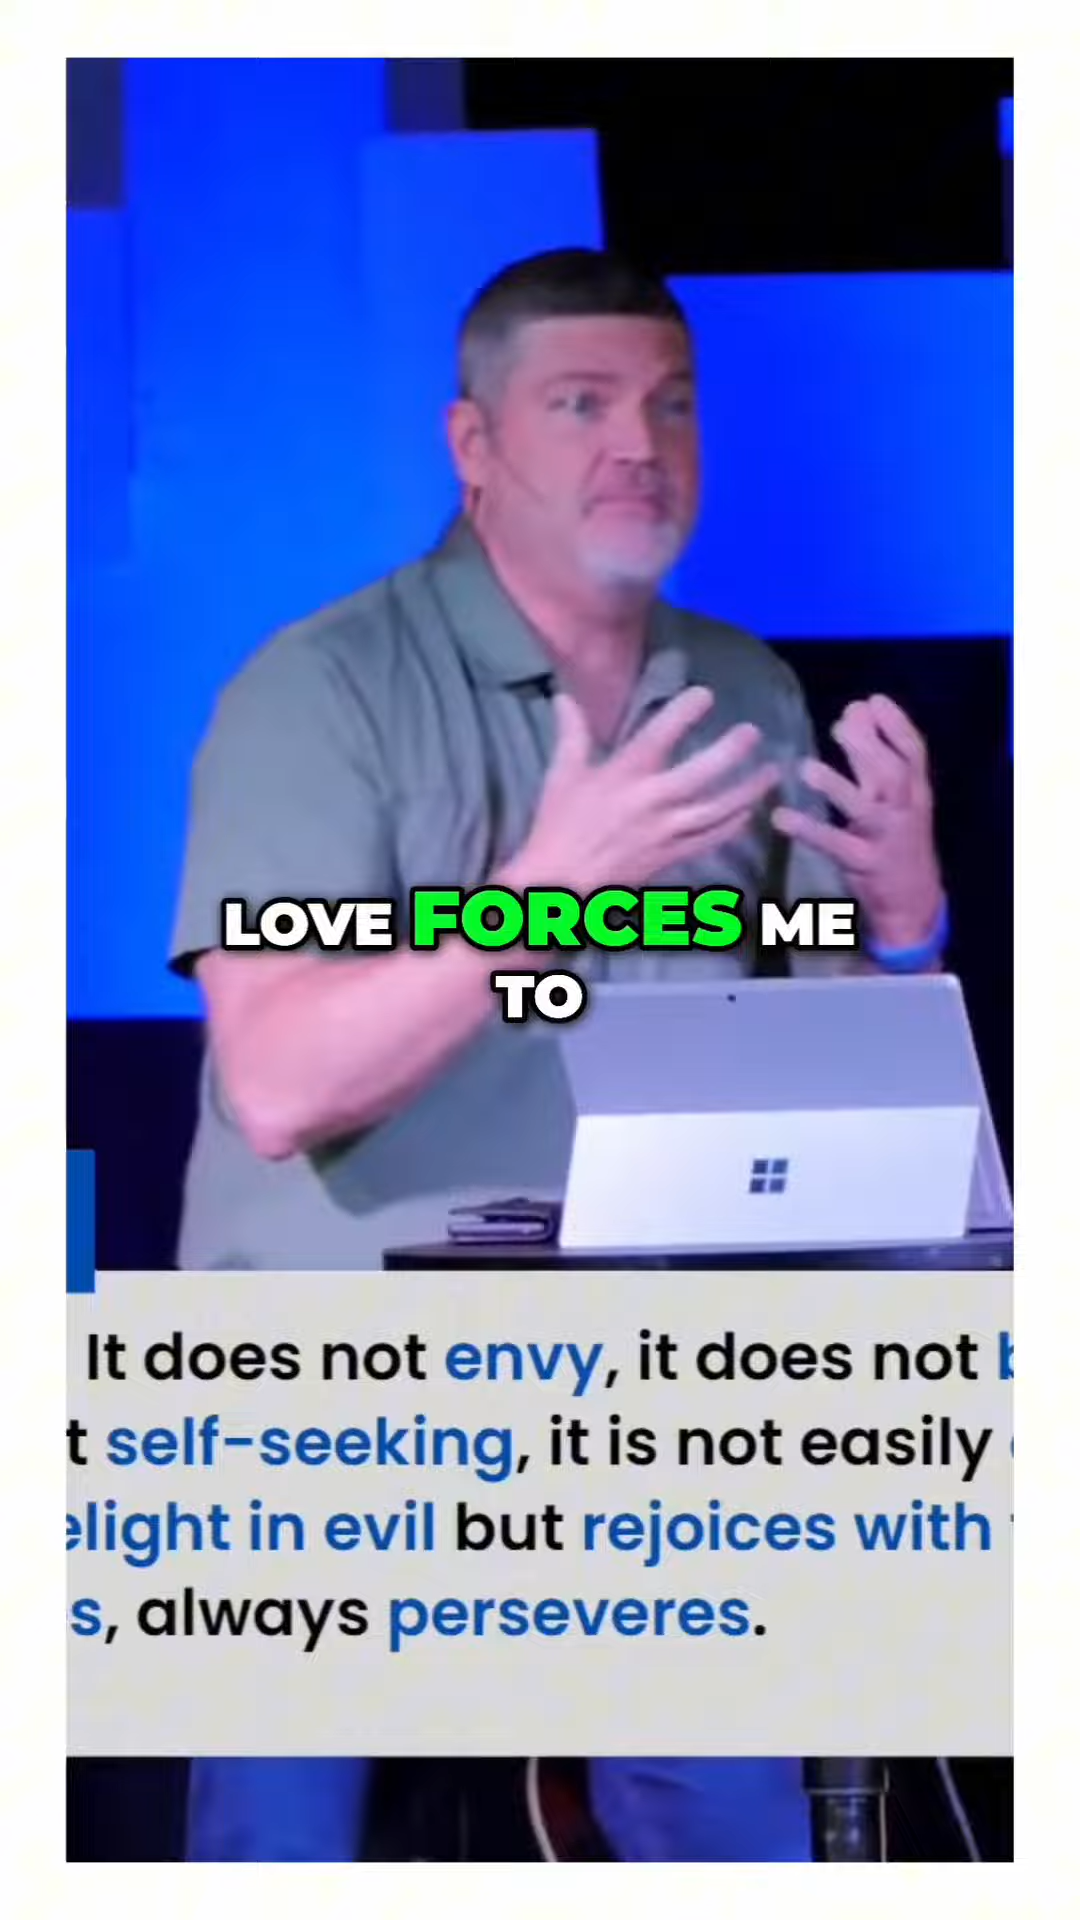 LOVE FORCES ME
TO
It does not envy, it does not
self-seeking, it is not easily
in evil but rejoices with
always perseveres.